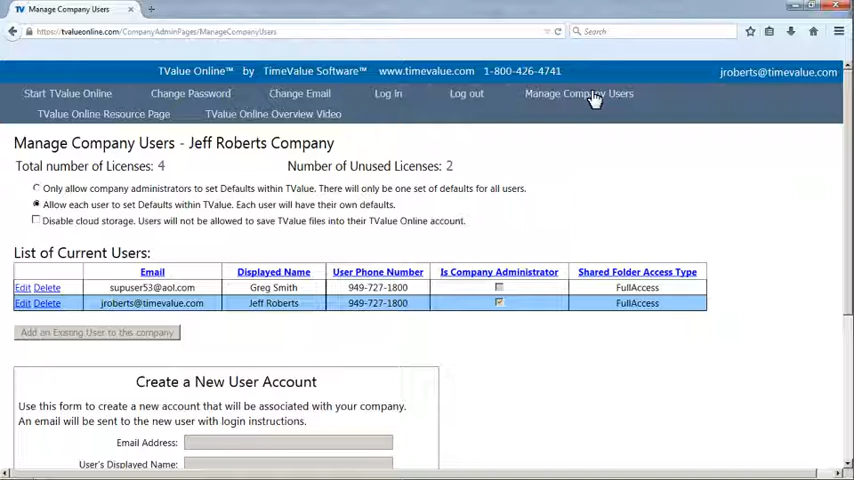 TV Manage Company Users
https://tvalueonline.com/CompanyAdminPages/ManageCompanyUsers
Search
TValue Online™ by TimeValue Software™ www.timevalue.com 1-800-426-4741
jroberts@timevalue.com
Start TValue Online Change Password Change Email Log in Log out Manage Company Users
TValue Online Resource Page TValue Online Overview Video
Manage Company Users - Jeff Roberts Company
Total number of Licenses: 4 Number of Unused Licenses: 2
Only allow company administrators to set Defaults within TValue. There will only be one set of defaults for all users.
Allow each user to set Defaults within TValue. Each user will have their own defaults.
Disable cloud storage. Users will not be allowed to save TValue files into their TValue Online account.
List of Current Users:
Email Displayed Name User Phone Number Is Company Administrator Shared Folder Access Type
Edit Delete supuser53@aol.com Greg Smith 949-727-1800 FullAccess
Edit Delete jroberts@timevalue.com Jeff Roberts 949-727-1800 FullAccess
Add an Existing User to this company
Create a New User Account
Use this form to create a new account that will be associated with your company.
An email will be sent to the new user with login instructions.
Email Address:
User's Displayed Name: